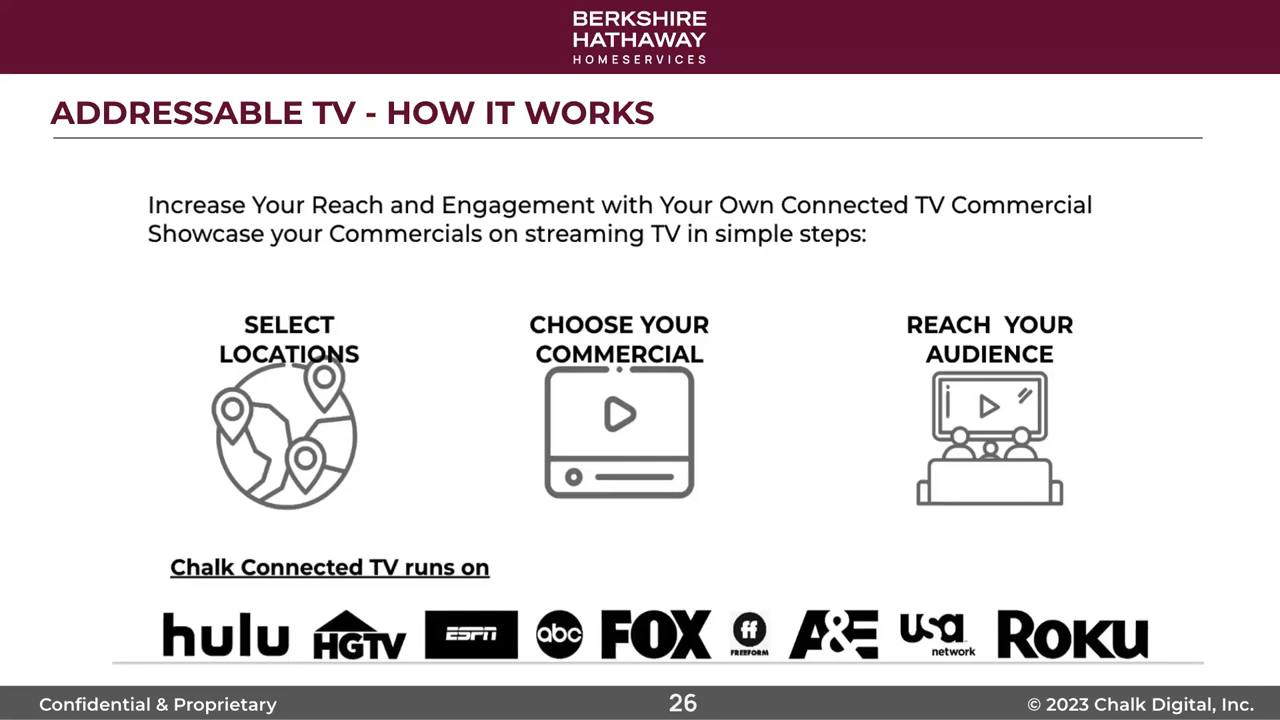 BERKSHIRE
HATHAWAY
HOMESERVICES
ADDRESSABLE TV - HOW IT WORKS
Increase Your Reach and Engagement with Your Own Connected TV Commercial
Showcase your Commercials on streaming TV in simple steps:
SELECT
LOCATIONS
CHOOSE YOUR
COMMERCIAL
REACH YOUR
AUDIENCE
Chalk Connected TV runs on
hulu HGTV ESPN abc FOX ff FREEFORM A&E usa network ROKU
Confidential & Proprietary 26 © 2023 Chalk Digital, Inc.